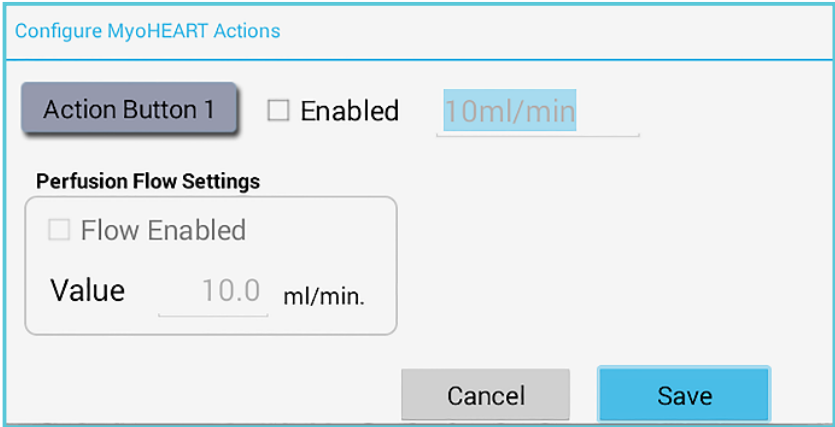 Configure MyoHEART Actions
Action Button 1 Enabled 10ml/min
Perfusion Flow Settings
Flow Enabled
Value 10.0 ml/min.
Cancel Save